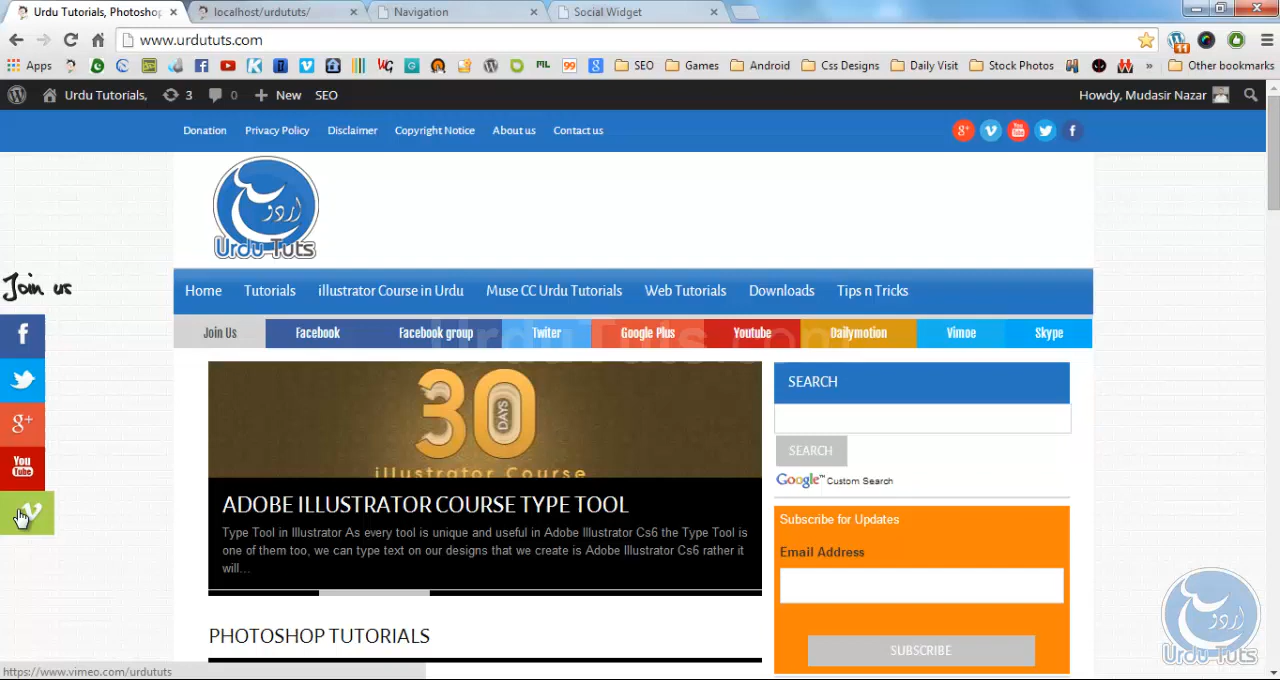 Urdu Tutorials, Photoshop
localhost/urdututs/
Navigation
Social Widget
www.urdututs.com
Apps
SEO
Games
Android
Css Designs
Daily Visit
Stock Photos
»
Other bookmarks
Urdu Tutorials,
3
0
New
SEO
Howdy, Mudasir Nazar
Donation
Privacy Policy
Disclaimer
Copyright Notice
About us
Contact us
اردو
Urdu Tuts
Home
Tutorials
illustrator Course in Urdu
Muse CC Urdu Tutorials
Web Tutorials
Downloads
Tips n Tricks
Join us
Join Us
Facebook
Facebook group
Twiter
Google Plus
Youtube
Dailymotion
Vimoe
Skype
UrduTuts.com
30
DAYS
illustrator Course
ADOBE ILLUSTRATOR COURSE TYPE TOOL
Type Tool in Illustrator As every tool is unique and useful in Adobe Illustrator Cs6 the Type Tool is
one of them too, we can type text on our designs that we create is Adobe Illustrator Cs6 rather it
will...
PHOTOSHOP TUTORIALS
SEARCH
SEARCH
Google™ Custom Search
Subscribe for Updates
Email Address
SUBSCRIBE
You Tube
اردو
Urdu Tuts
https://www.vimeo.com/urdututs